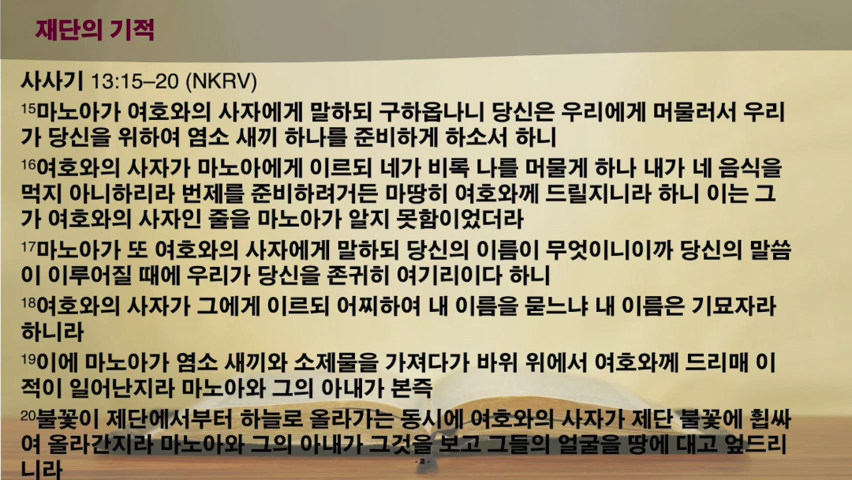 재단의 기적
사사기 13:15–20 (NKRV)
15마노아가 여호와의 사자에게 말하되 구하옵나니 당신은 우리에게 머물러서 우리
가 당신을 위하여 염소 새끼 하나를 준비하게 하소서 하니
16여호와의 사자가 마노아에게 이르되 네가 비록 나를 머물게 하나 내가 네 음식을
먹지 아니하리라 번제를 준비하려거든 마땅히 여호와께 드릴지니라 하니 이는 그
가 여호와의 사자인 줄을 마노아가 알지 못함이었더라
17마노아가 또 여호와의 사자에게 말하되 당신의 이름이 무엇이니이까 당신의 말씀
이 이루어질 때에 우리가 당신을 존귀히 여기리이다 하니
18여호와의 사자가 그에게 이르되 어찌하여 내 이름을 묻느냐 내 이름은 기묘자라
하니라
19이에 마노아가 염소 새끼와 소제물을 가져다가 바위 위에서 여호와께 드리매 이
적이 일어난지라 마노아와 그의 아내가 본즉
20불꽃이 제단에서부터 하늘로 올라가는 동시에 여호와의 사자가 제단 불꽃에 휩싸
여 올라간지라 마노아와 그의 아내가 그것을 보고 그들의 얼굴을 땅에 대고 엎드리
니라
- 2 -